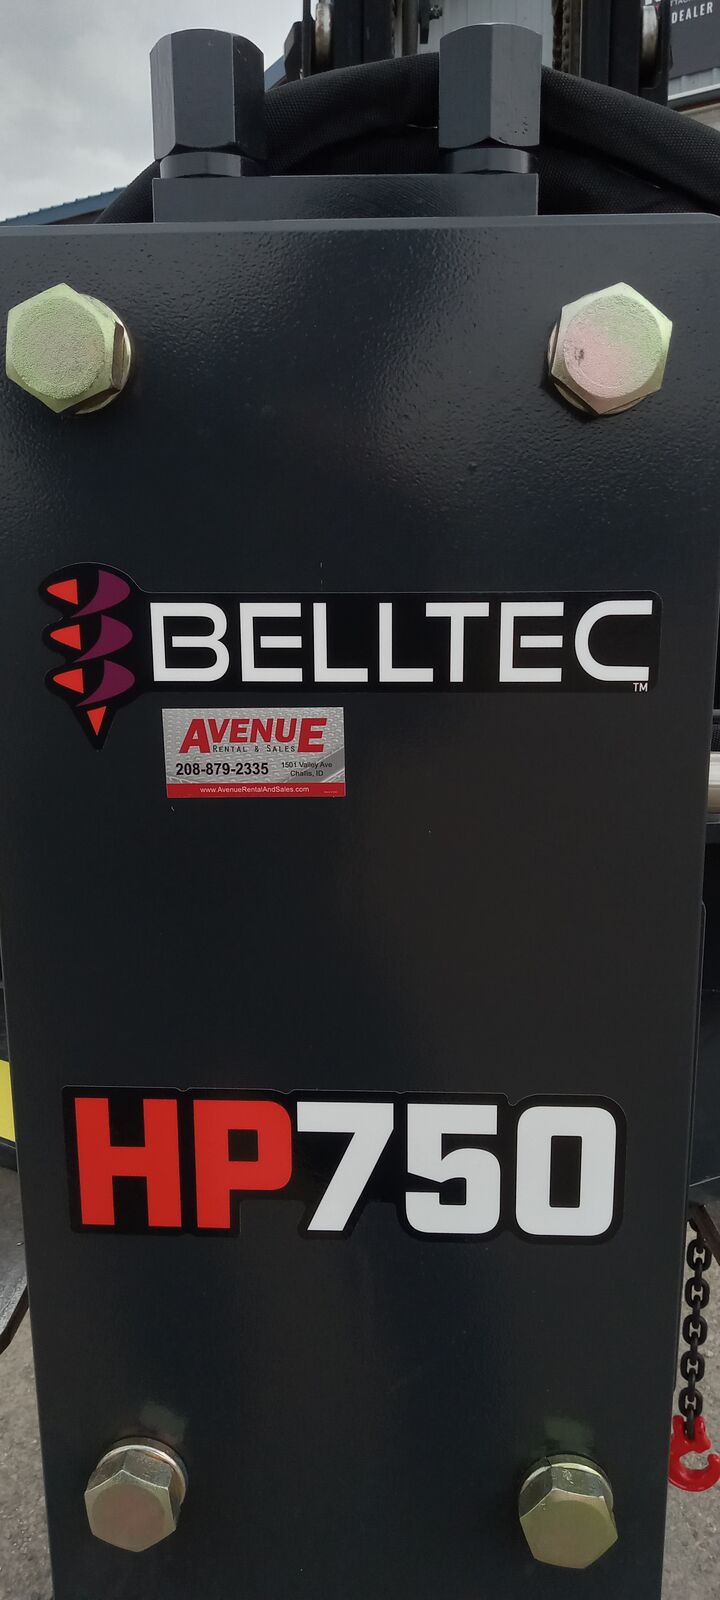 DEALER
BELLTEC
TM
AVENUE
RENTAL & SALES
208-879-2335
1501 Valley Ave
Challis, ID
www.AvenueRentalAndSales.com
HP750